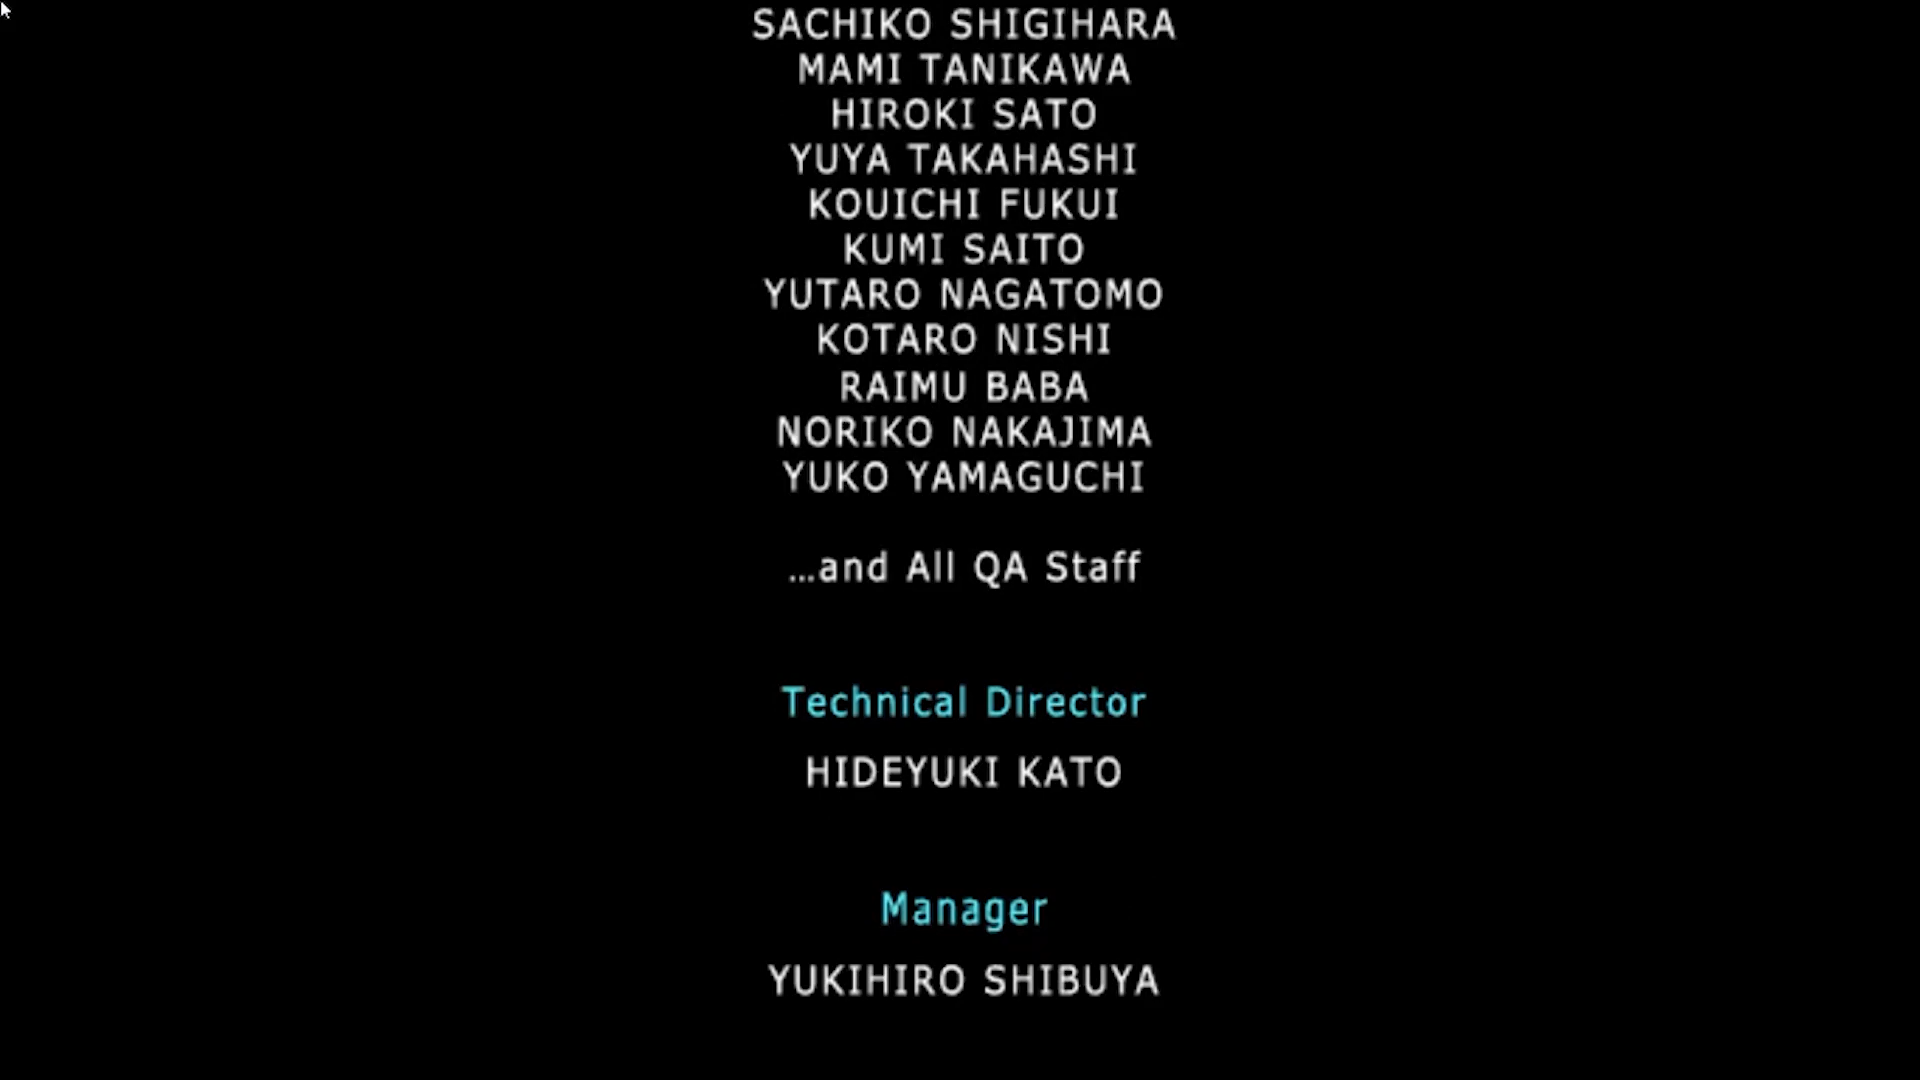 SACHIKO SHIGIHARA
MAMI TANIKAWA
HIROKI SATO
YUYA TAKAHASHI
KOUICHI FUKUI
KUMI SAITO
YUTARO NAGATOMO
KOTARO NISHI
RAIMU BABA
NORIKO NAKAJIMA
YUKO YAMAGUCHI
...and All QA Staff
Technical Director
HIDEYUKI KATO
Manager
YUKIHIRO SHIBUYA